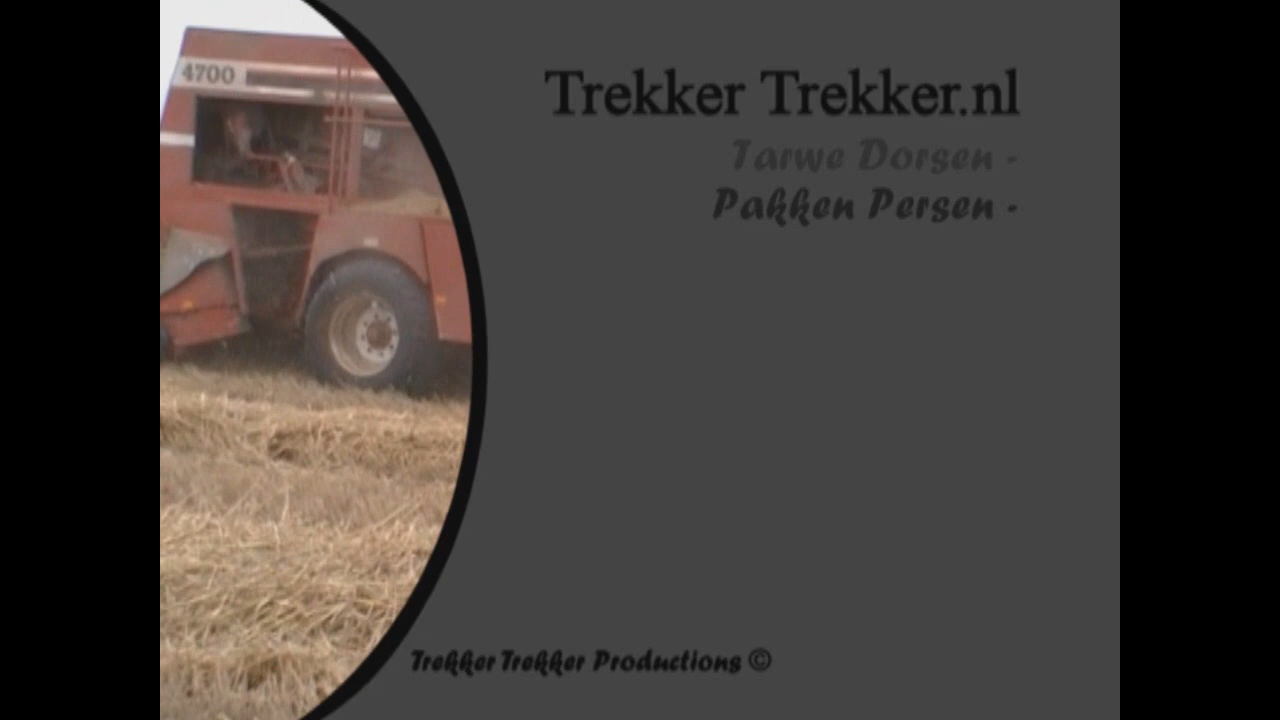 4700
Trekker Trekker.nl
Tarwe Dorsen -
Pakken Persen -
Trekker Trekker Productions ©